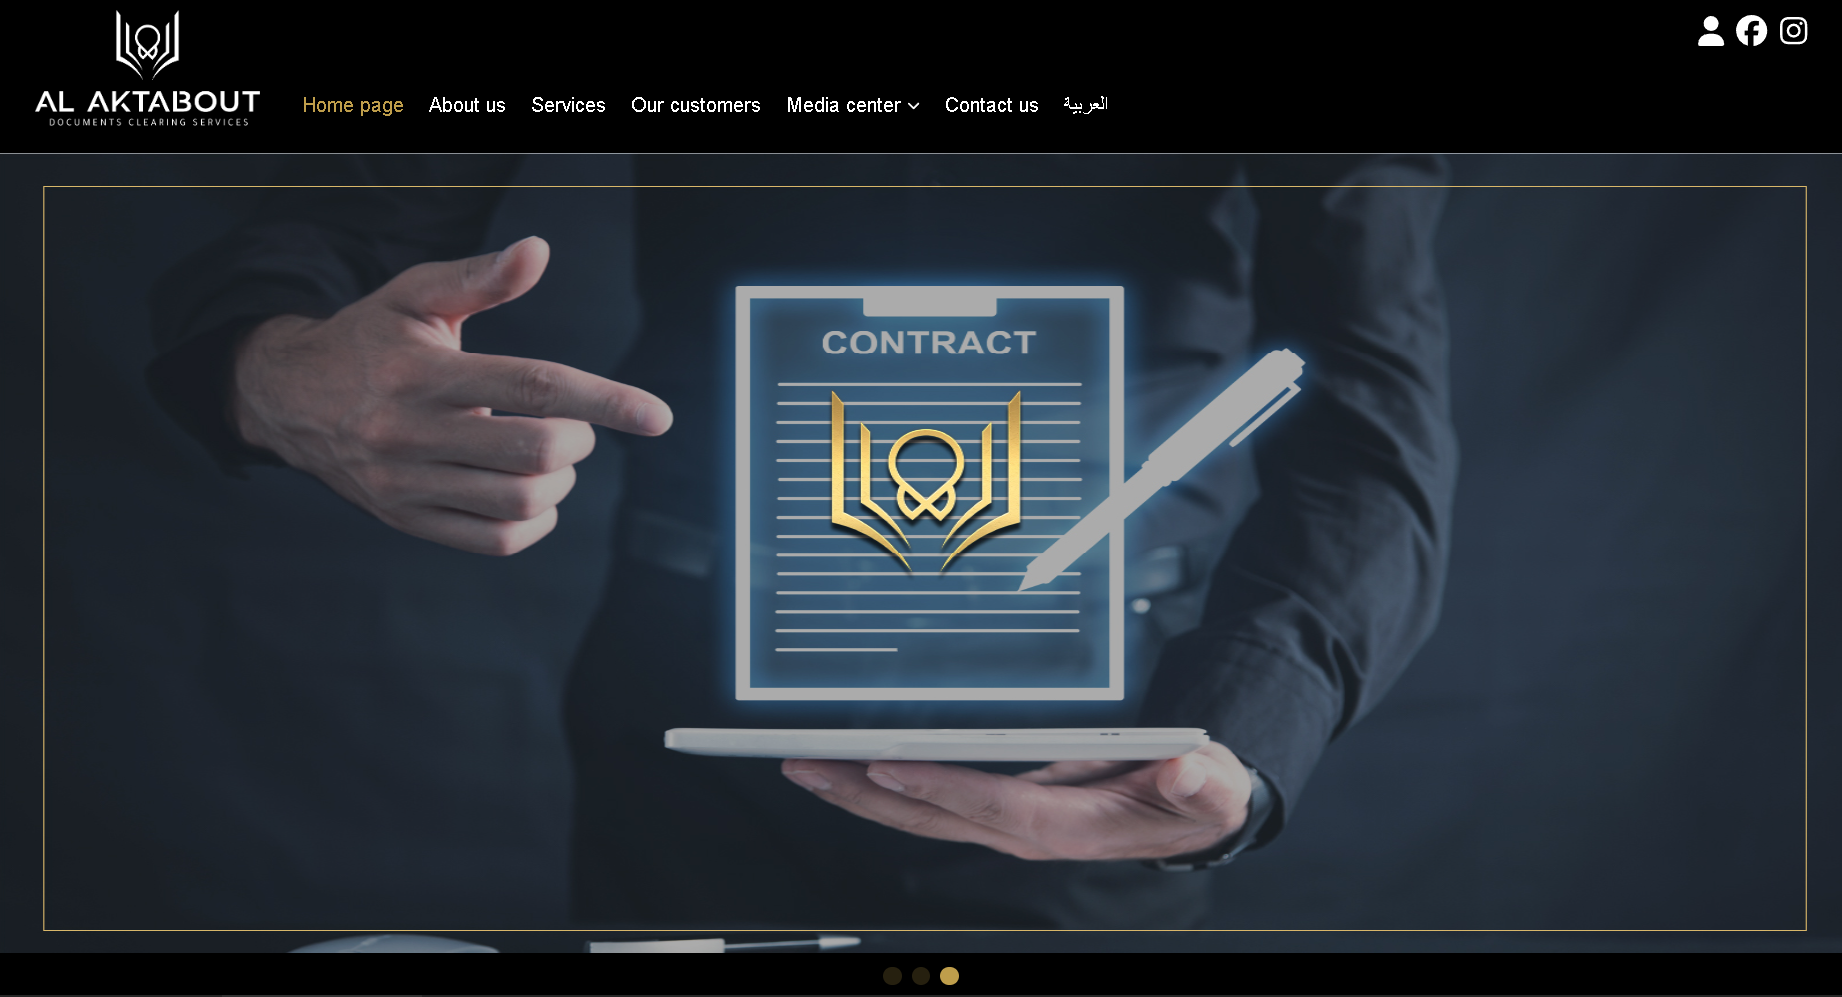 AL AKTABOUT
DOCUMENTS CLEARING SERVICES
Home page About us Services Our customers Media center Contact us العربية
CONTRACT